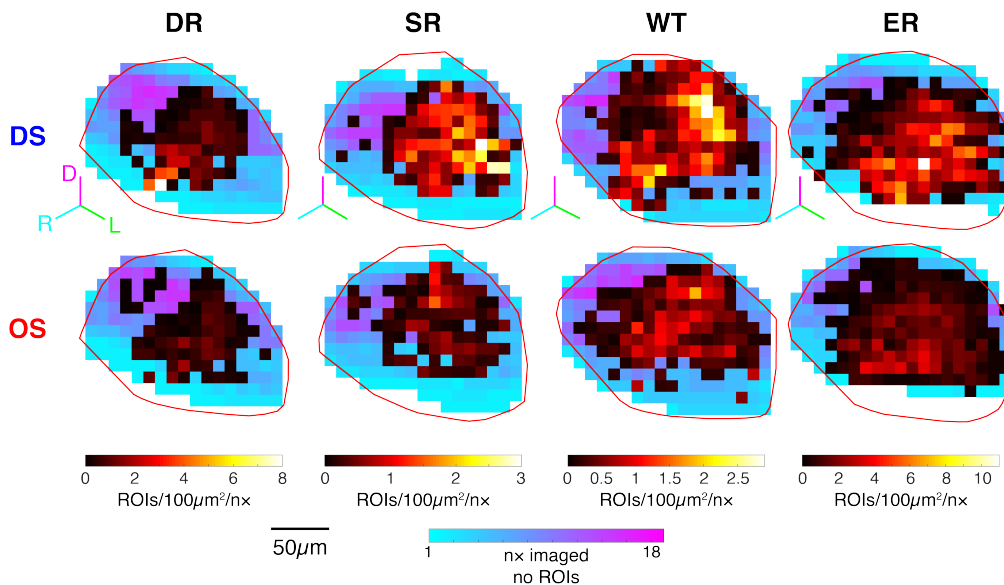 DR SR WT ER
DS
D
R L
OS
0 2 4 6 8
ROIs/100µm²/n×
0 1 2 3
ROIs/100µm²/n×
0 0.5 1 1.5 2 2.5
ROIs/100µm²/n×
0 2 4 6 8 10
ROIs/100µm²/n×
50µm
1 18
n× imaged
no ROIs